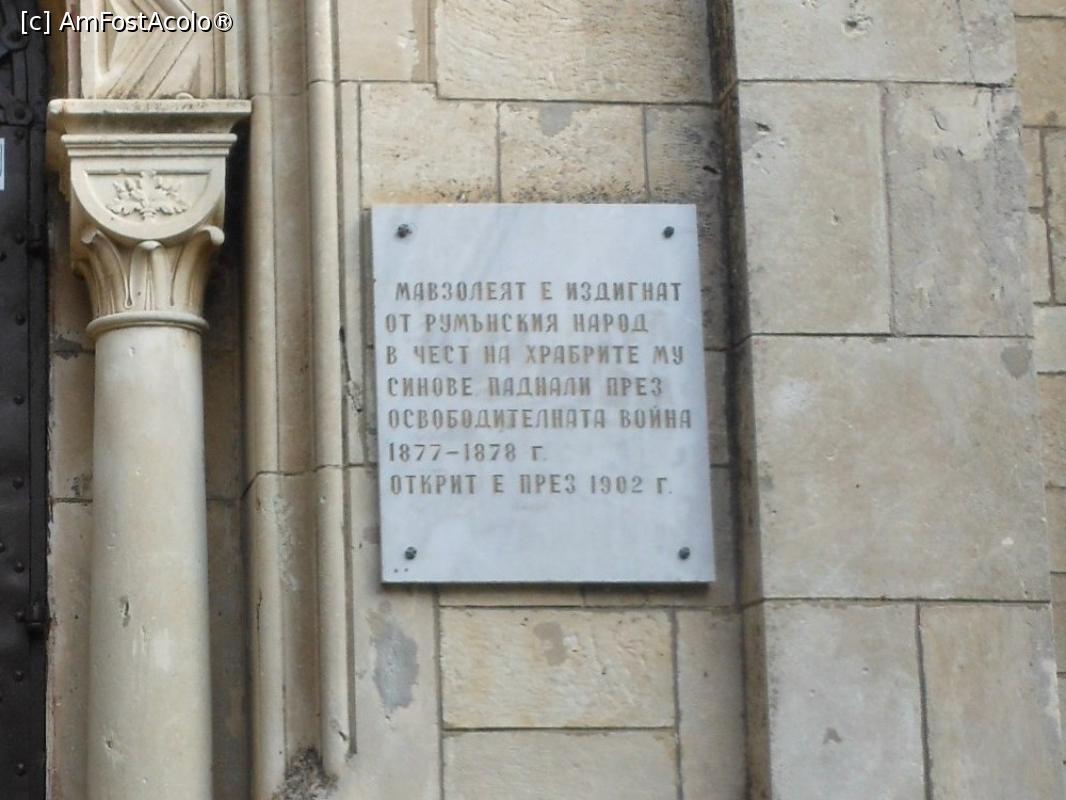 [c] AmFostAcolo®
МАВЗОЛЕЯТ Е ИЗДИГНАТ
ОТ РУМЪНСКИЯ НАРОД
В ЧЕСТ НА ХРАБРИТЕ МУ
СИНОВЕ, ПАДНАЛИ ПРЕЗ
ОСВОБОДИТЕЛНАТА ВОЙНА
1877-1878 г.
ОТКРИТ Е ПРЕЗ 1902 г.